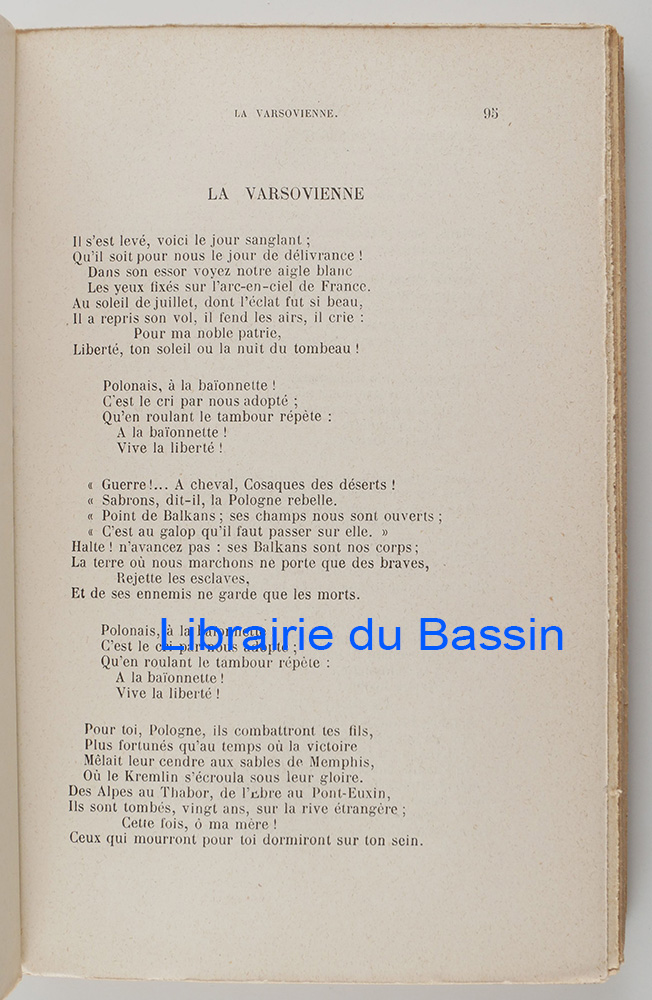 LA VARSOVIENNE. 95
LA VARSOVIENNE
Il s'est levé, voici le jour sanglant ;
Qu'il soit pour nous le jour de délivrance !
Dans son essor voyez notre aigle blanc
Les yeux fixés sur l'arc-en-ciel de France.
Au soleil de juillet, dont l'éclat fut si beau,
Il a repris son vol, il fend les airs, il crie :
Pour ma noble patrie,
Liberté, ton soleil ou la nuit du tombeau !
Polonais, à la baïonnette !
C'est le cri par nous adopté ;
Qu'en roulant le tambour répète :
A la baïonnette !
Vive la liberté !
« Guerre !... A cheval, Cosaques des déserts !
« Sabrons, dit-il, la Pologne rebelle.
« Point de Balkans ; ses champs nous sont ouverts ;
« C'est au galop qu'il faut passer sur elle. »
Halte ! n'avancez pas : ses Balkans sont nos corps ;
La terre où nous marchons ne porte que des braves,
Rejette les esclaves,
Et de ses ennemis ne garde que les morts.
Polonais, à la baïonnette
Librairie du Bassin
C'est le cri par nous adopté ;
Qu'en roulant le tambour répète :
A la baïonnette !
Vive la liberté !
Pour toi, Pologne, ils combattront tes fils,
Plus fortunés qu'au temps où la victoire
Mêlait leur cendre aux sables de Memphis,
Où le Kremlin s'écroula sous leur gloire.
Des Alpes au Thabor, de l'Ebre au Pont-Euxin,
Ils sont tombés, vingt ans, sur la rive étrangère ;
Cette fois, ô ma mère !
Ceux qui mourront pour toi dormiront sur ton sein.